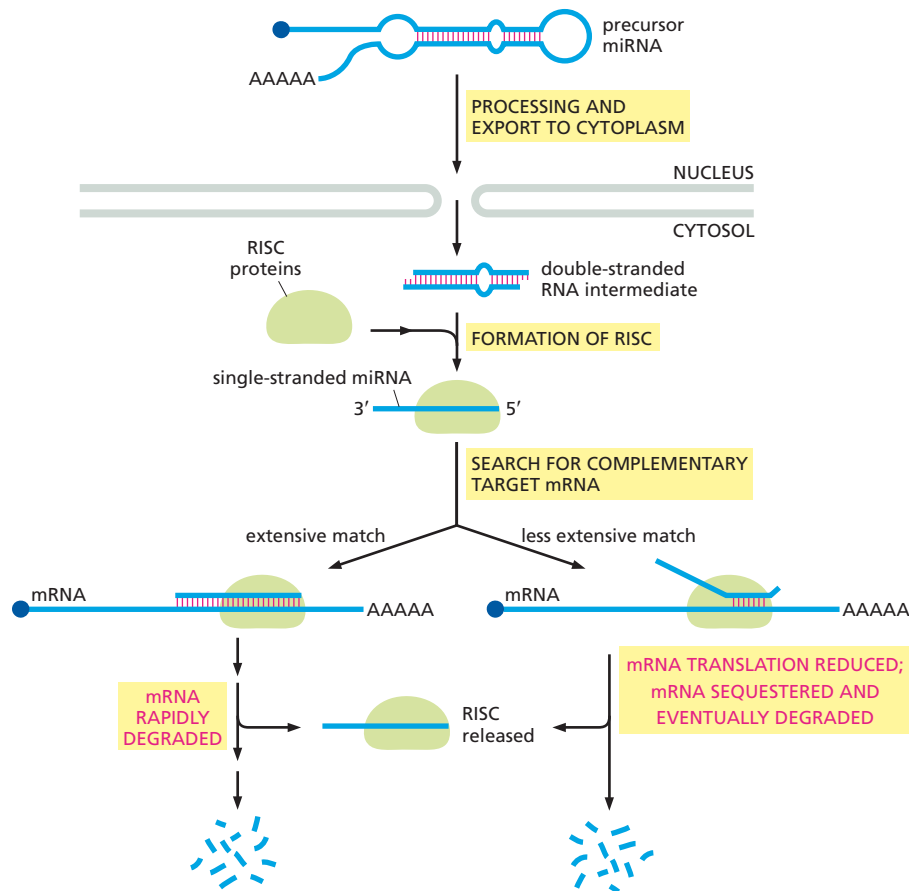 precursor
miRNA
AAAAA
PROCESSING AND
EXPORT TO CYTOPLASM
NUCLEUS
CYTOSOL
RISC
proteins
double-stranded
RNA intermediate
FORMATION OF RISC
single-stranded miRNA
3′ 5′
SEARCH FOR COMPLEMENTARY
TARGET mRNA
extensive match
less extensive match
mRNA
AAAAA
mRNA
AAAAA
mRNA
RAPIDLY
DEGRADED
RISC
released
mRNA TRANSLATION REDUCED;
mRNA SEQUESTERED AND
EVENTUALLY DEGRADED